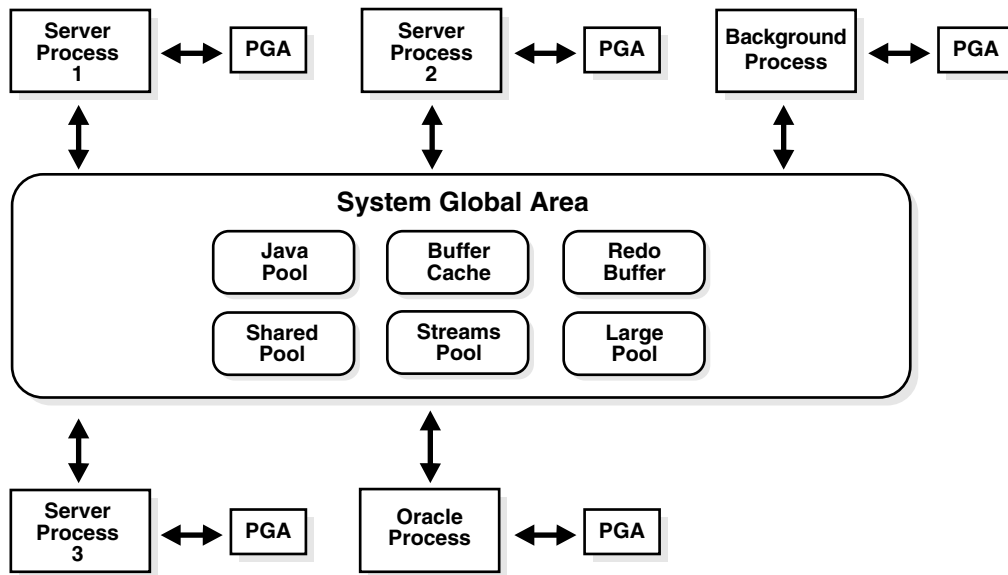 Server
Process
1
PGA
Server
Process
2
PGA
Background
Process
PGA
System Global Area
Java
Pool
Buffer
Cache
Redo
Buffer
Shared
Pool
Streams
Pool
Large
Pool
Server
Process
3
PGA
Oracle
Process
PGA